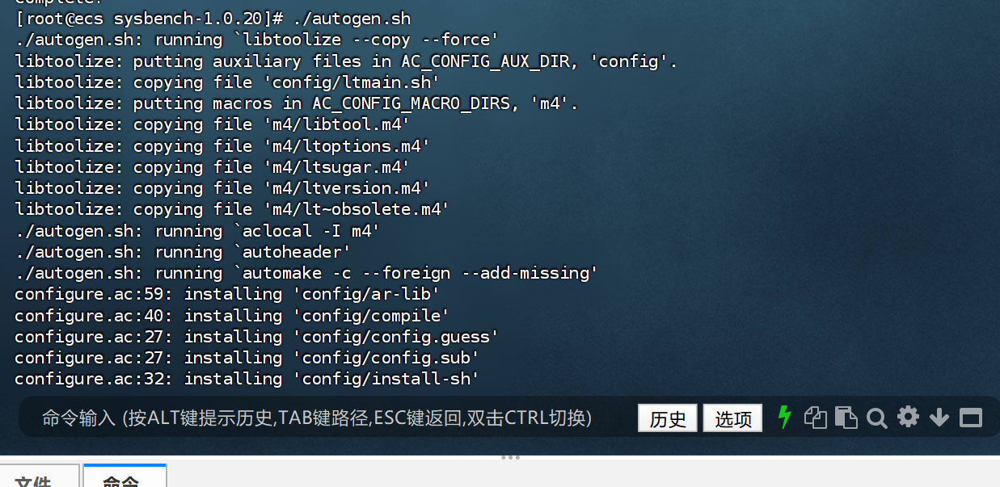 complete!
[root@ecs sysbench-1.0.20]# ./autogen.sh
./autogen.sh: running `libtoolize --copy --force'
libtoolize: putting auxiliary files in AC_CONFIG_AUX_DIR, 'config'.
libtoolize: copying file 'config/ltmain.sh'
libtoolize: putting macros in AC_CONFIG_MACRO_DIRS, 'm4'.
libtoolize: copying file 'm4/libtool.m4'
libtoolize: copying file 'm4/ltoptions.m4'
libtoolize: copying file 'm4/ltsugar.m4'
libtoolize: copying file 'm4/ltversion.m4'
libtoolize: copying file 'm4/lt~obsolete.m4'
./autogen.sh: running `aclocal -I m4'
./autogen.sh: running `autoheader'
./autogen.sh: running `automake -c --foreign --add-missing'
configure.ac:59: installing 'config/ar-lib'
configure.ac:40: installing 'config/compile'
configure.ac:27: installing 'config/config.guess'
configure.ac:27: installing 'config/config.sub'
configure.ac:32: installing 'config/install-sh'
命令输入 (按ALT键提示历史,TAB键路径,ESC键返回,双击CTRL切换) 历史 选项
文件 命令